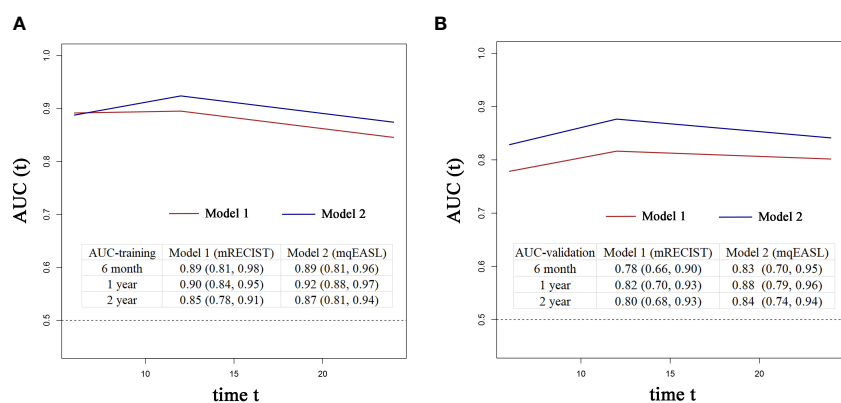 A
1.0
0.9
0.8
0.7
0.6
0.5
AUC (t)
Model 1 Model 2
AUC-training Model 1 (mRECIST) Model 2 (mqEASL)
6 month 0.89 (0.81, 0.98) 0.89 (0.81, 0.96)
1 year 0.90 (0.84, 0.95) 0.92 (0.88, 0.97)
2 year 0.85 (0.78, 0.91) 0.87 (0.81, 0.94)
10 15 20
time t
B
1.0
0.9
0.8
0.7
0.6
0.5
AUC (t)
Model 1 Model 2
AUC-validation Model 1 (mRECIST) Model 2 (mqEASL)
6 month 0.78 (0.66, 0.90) 0.83 (0.70, 0.95)
1 year 0.82 (0.70, 0.93) 0.88 (0.79, 0.96)
2 year 0.80 (0.68, 0.93) 0.84 (0.74, 0.94)
10 15 20
time t